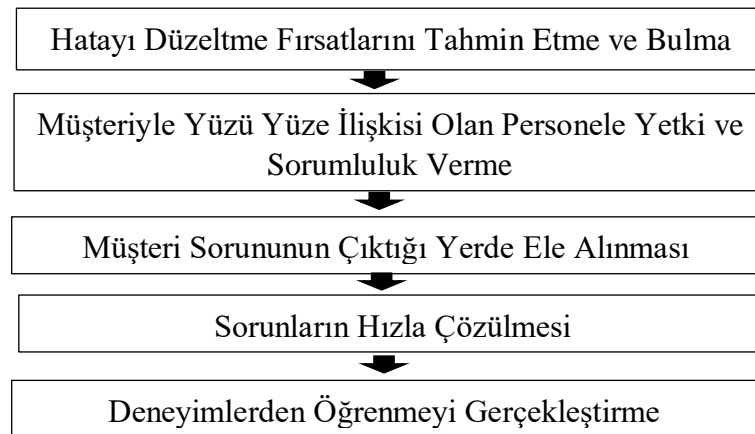 Hatayı Düzeltme Fırsatlarını Tahmin Etme ve Bulma
Müşteriyle Yüzü Yüze İlişkisi Olan Personele Yetki ve
Sorumluluk Verme
Müşteri Sorununun Çıktığı Yerde Ele Alınması
Sorunların Hızla Çözülmesi
Deneyimlerden Öğrenmeyi Gerçekleştirme